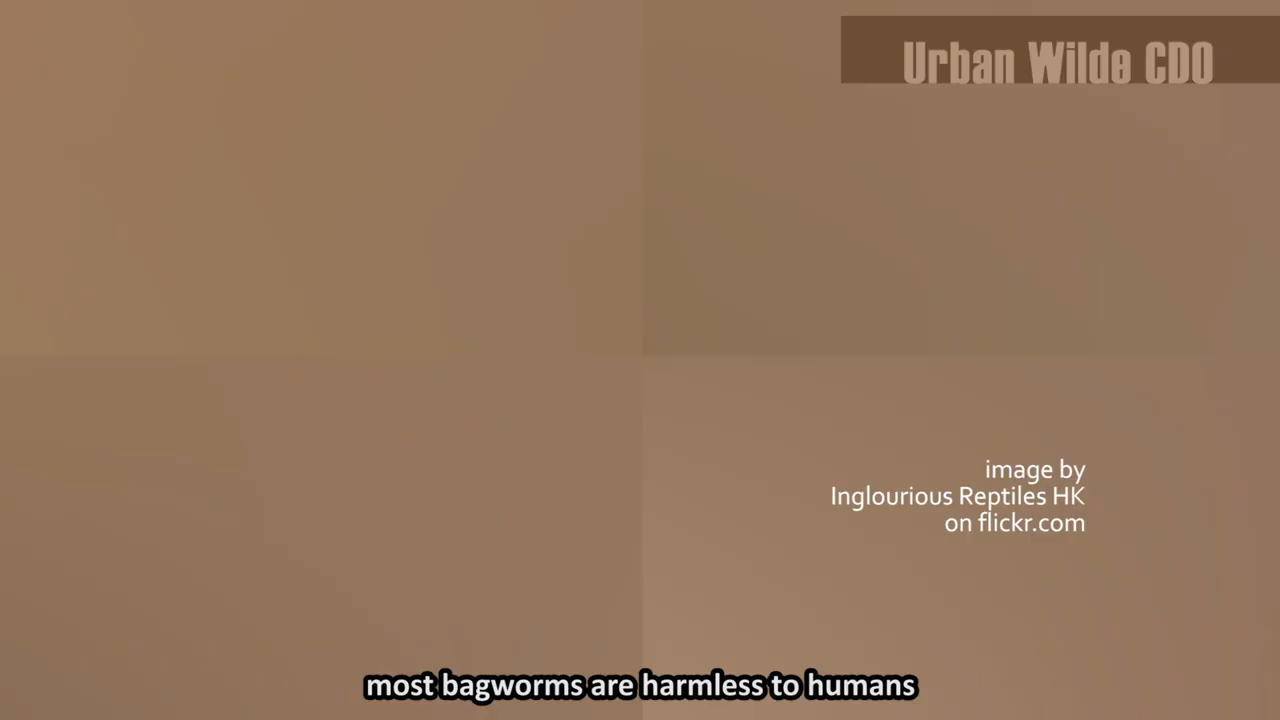 Urban Wilde CDO
image by
Inglourious Reptiles HK
on flickr.com
most bagworms are harmless to humans